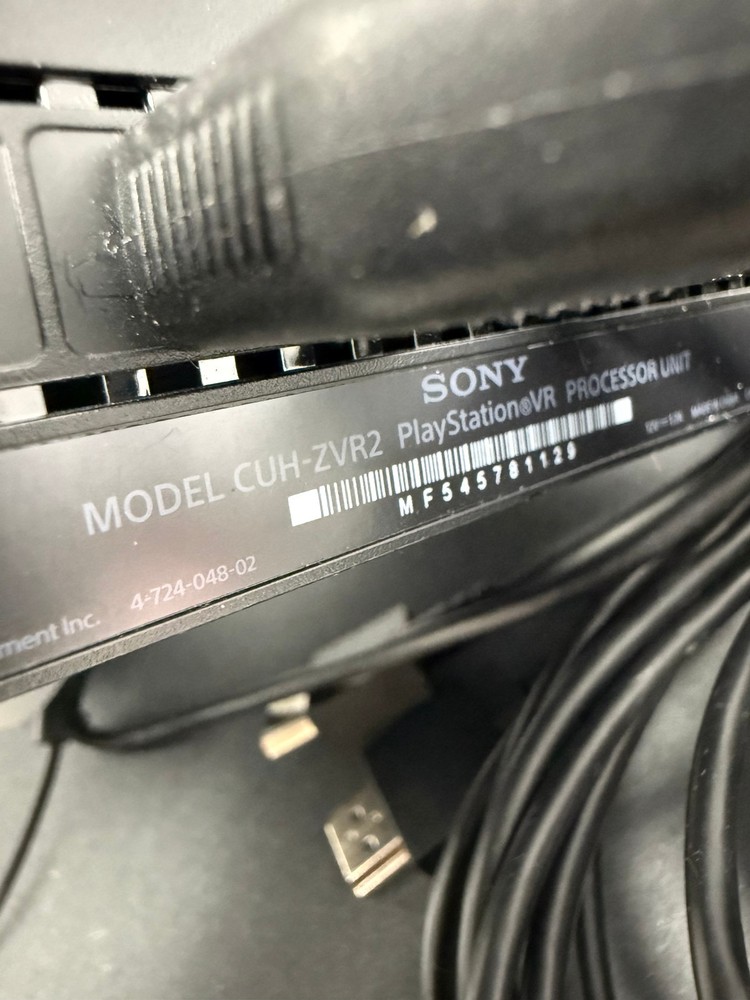 SONY
PlayStation®VR PROCESSOR UNIT
MODEL CUH-ZVR2
MF545781129
4-724-048-02
ment Inc.